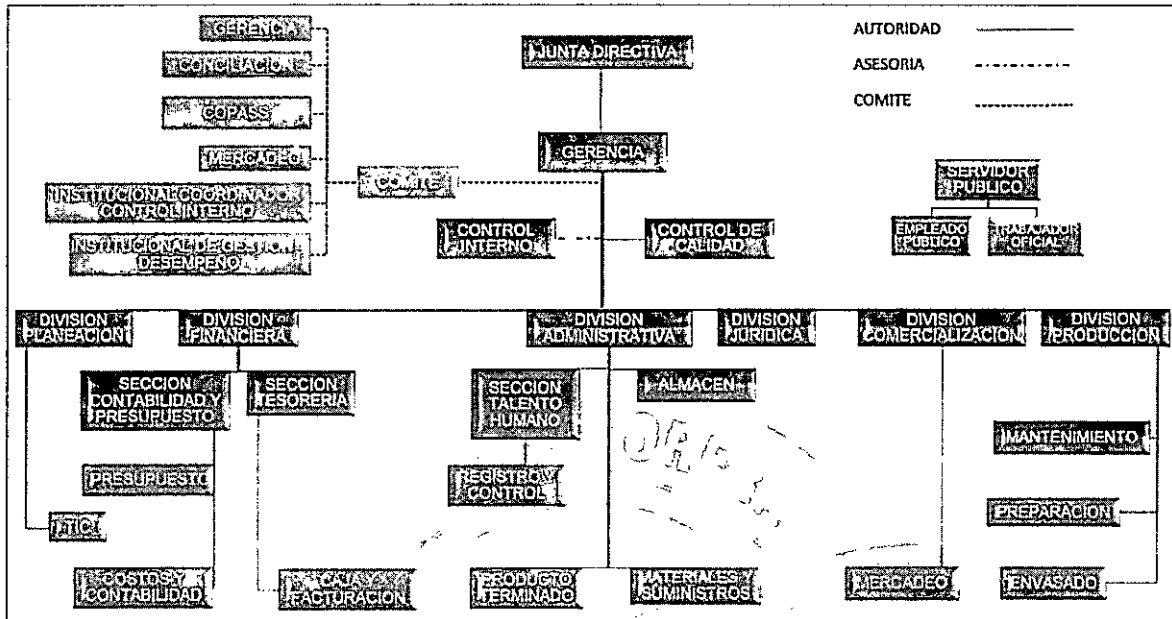 GERENCIA
CONCILIACION
COPASS
MERCADEO
INSTITUCIONAL COORDINADOR
CONTROL INTERNO
INSTITUCIONAL DE GESTION
DESEMPEÑO
COMITE
JUNTA DIRECTIVA
GERENCIA
CONTROL
INTERNO
CONTROL DE
CALIDAD
AUTORIDAD
ASESORIA
COMITE
SERVIDOR
PUBLICO
EMPLEADO
PUBLICO
TRABAJADOR
OFICIAL
DIVISION
PLANEACION
DIVISION
FINANCIERA
DIVISION
ADMINISTRATIVA
DIVISION
JURIDICA
DIVISION
COMERCIALIZACION
DIVISION
PRODUCCION
SECCION
CONTABILIDAD Y
PRESUPUESTO
SECCION
TESORERIA
SECCION
TALENTO
HUMANO
ALMACEN
MANTENIMIENTO
PRESUPUESTO
REGISTRO Y
CONTROL
PREPARACION
TIC
COSTOS Y
CONTABILIDAD
CAJA Y
FACTURACION
PRODUCTO
TERMINADO
MATERIALES
SUMINISTROS
MERCADEO
ENVASADO